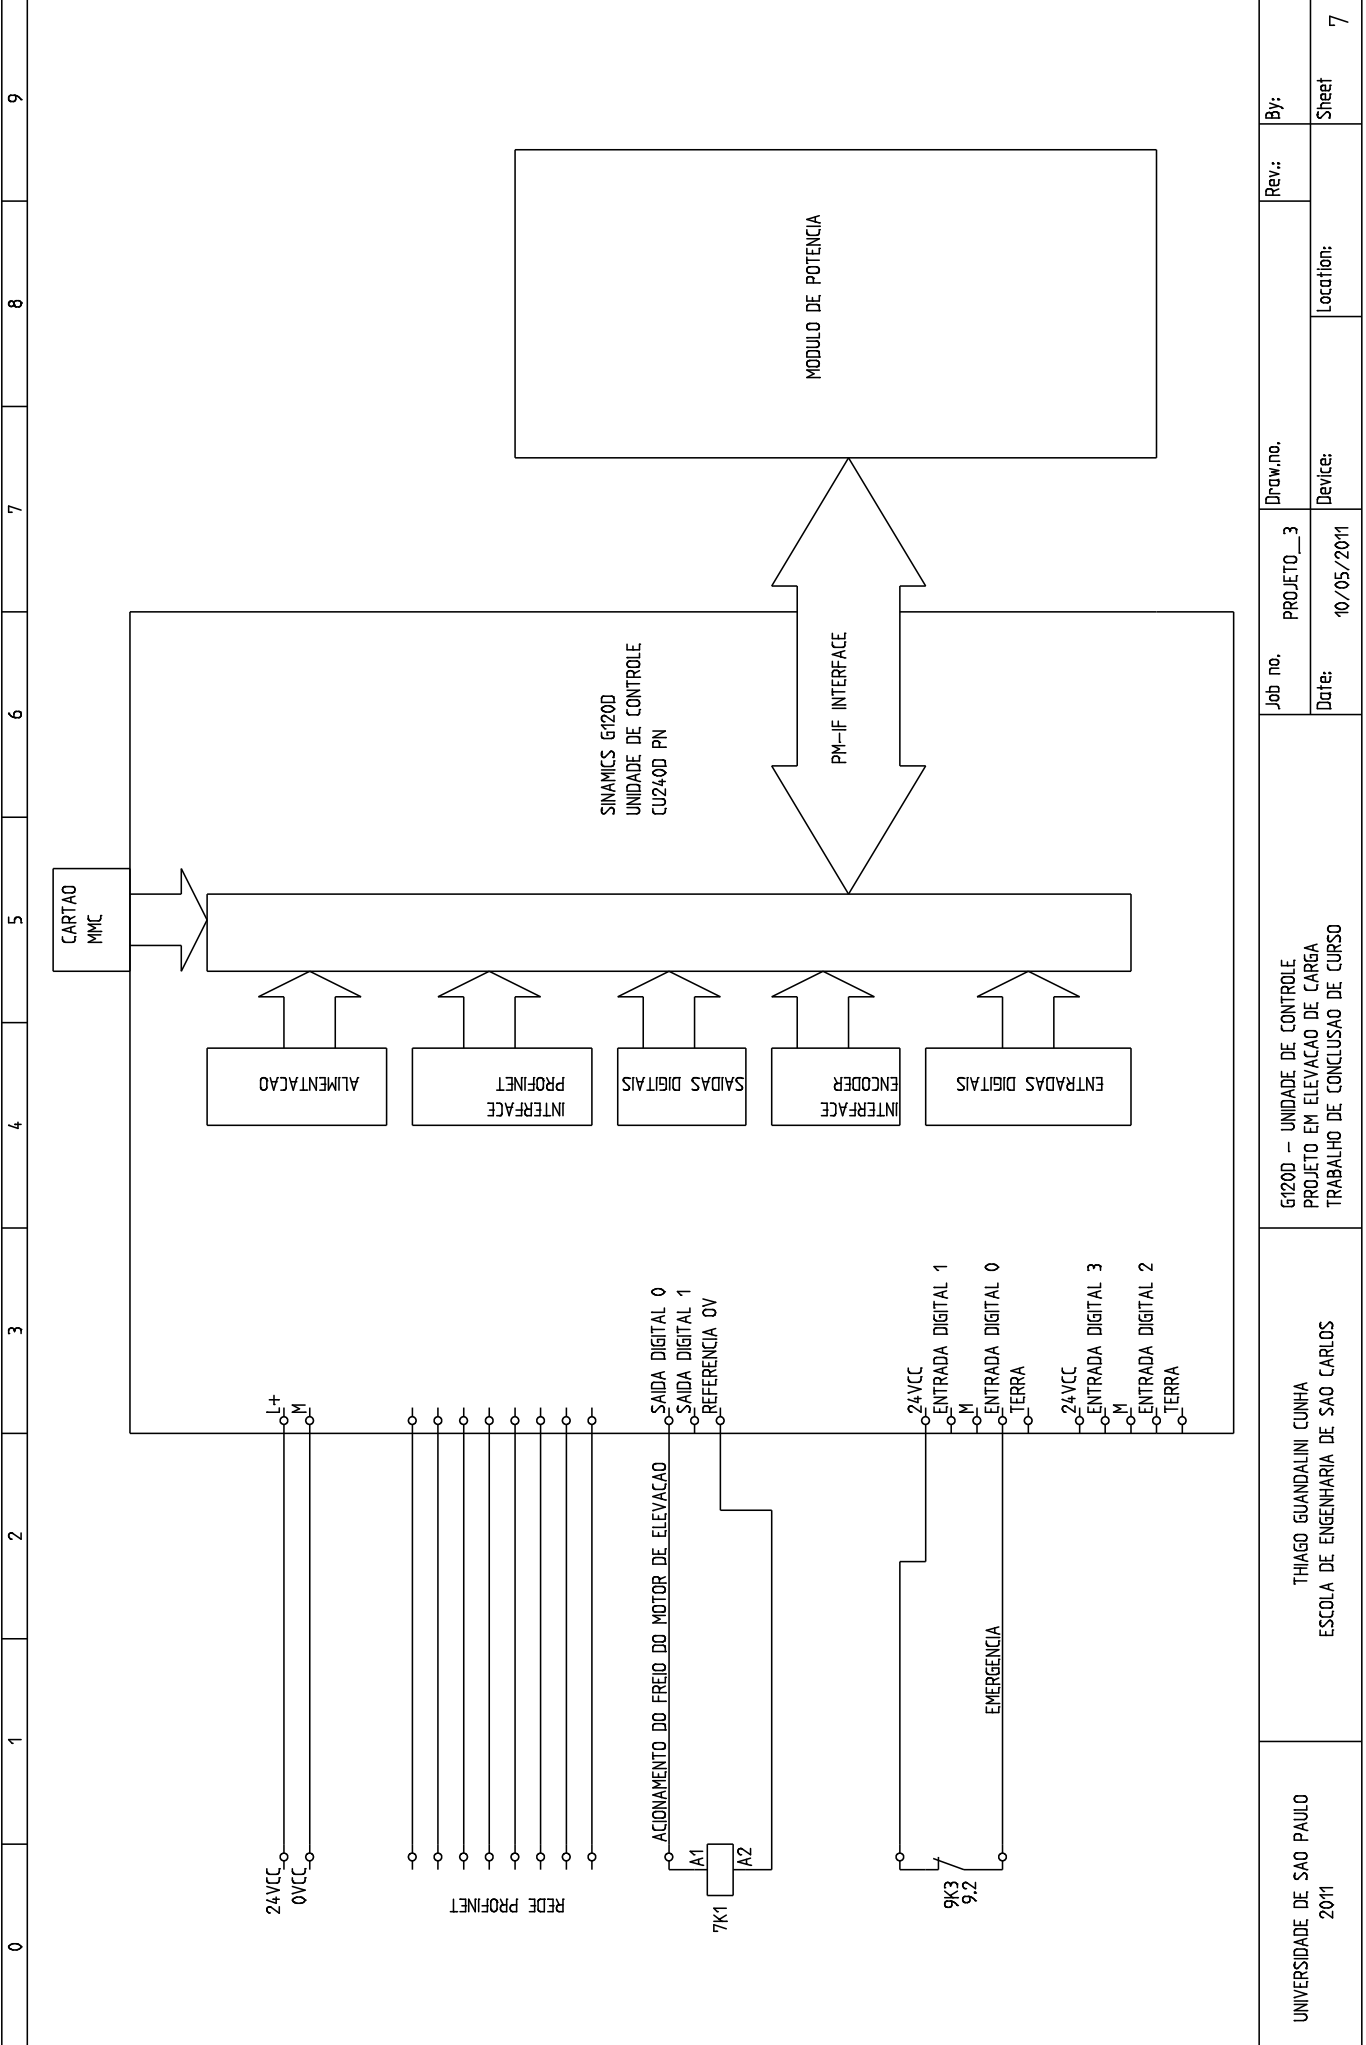 0 1 2 3 4 5 6 7 8 9
CARTAO
MMC
24VCC
0VCC
L+
M
ALIMENTACAO
REDE PROFINET
INTERFACE
PROFINET
SINAMICS G120D
UNIDADE DE CONTROLE
CU240D PN
ACIONAMENTO DO FREIO DO MOTOR DE ELEVACAO
SAIDA DIGITAL 0
SAIDA DIGITAL 1
REFERENCIA 0V
A1
A2
7K1
SAIDAS DIGITAIS
INTERFACE
ENCODER
PM-IF INTERFACE
MODULO DE POTENCIA
24VCC
ENTRADA DIGITAL 1
M
ENTRADA DIGITAL 0
TERRA
ENTRADAS DIGITAIS
EMERGENCIA
9K3
9.2
24VCC
ENTRADA DIGITAL 3
M
ENTRADA DIGITAL 2
TERRA
UNIVERSIDADE DE SAO PAULO
2011
THIAGO GUANDALINI CUNHA
ESCOLA DE ENGENHARIA DE SAO CARLOS
G120D - UNIDADE DE CONTROLE
PROJETO EM ELEVACAO DE CARGA
TRABALHO DE CONCLUSAO DE CURSO
Job no. PROJETO_3
Date: 10/05/2011
Draw.no.
Device:
Location:
Rev.:
By:
Sheet 7